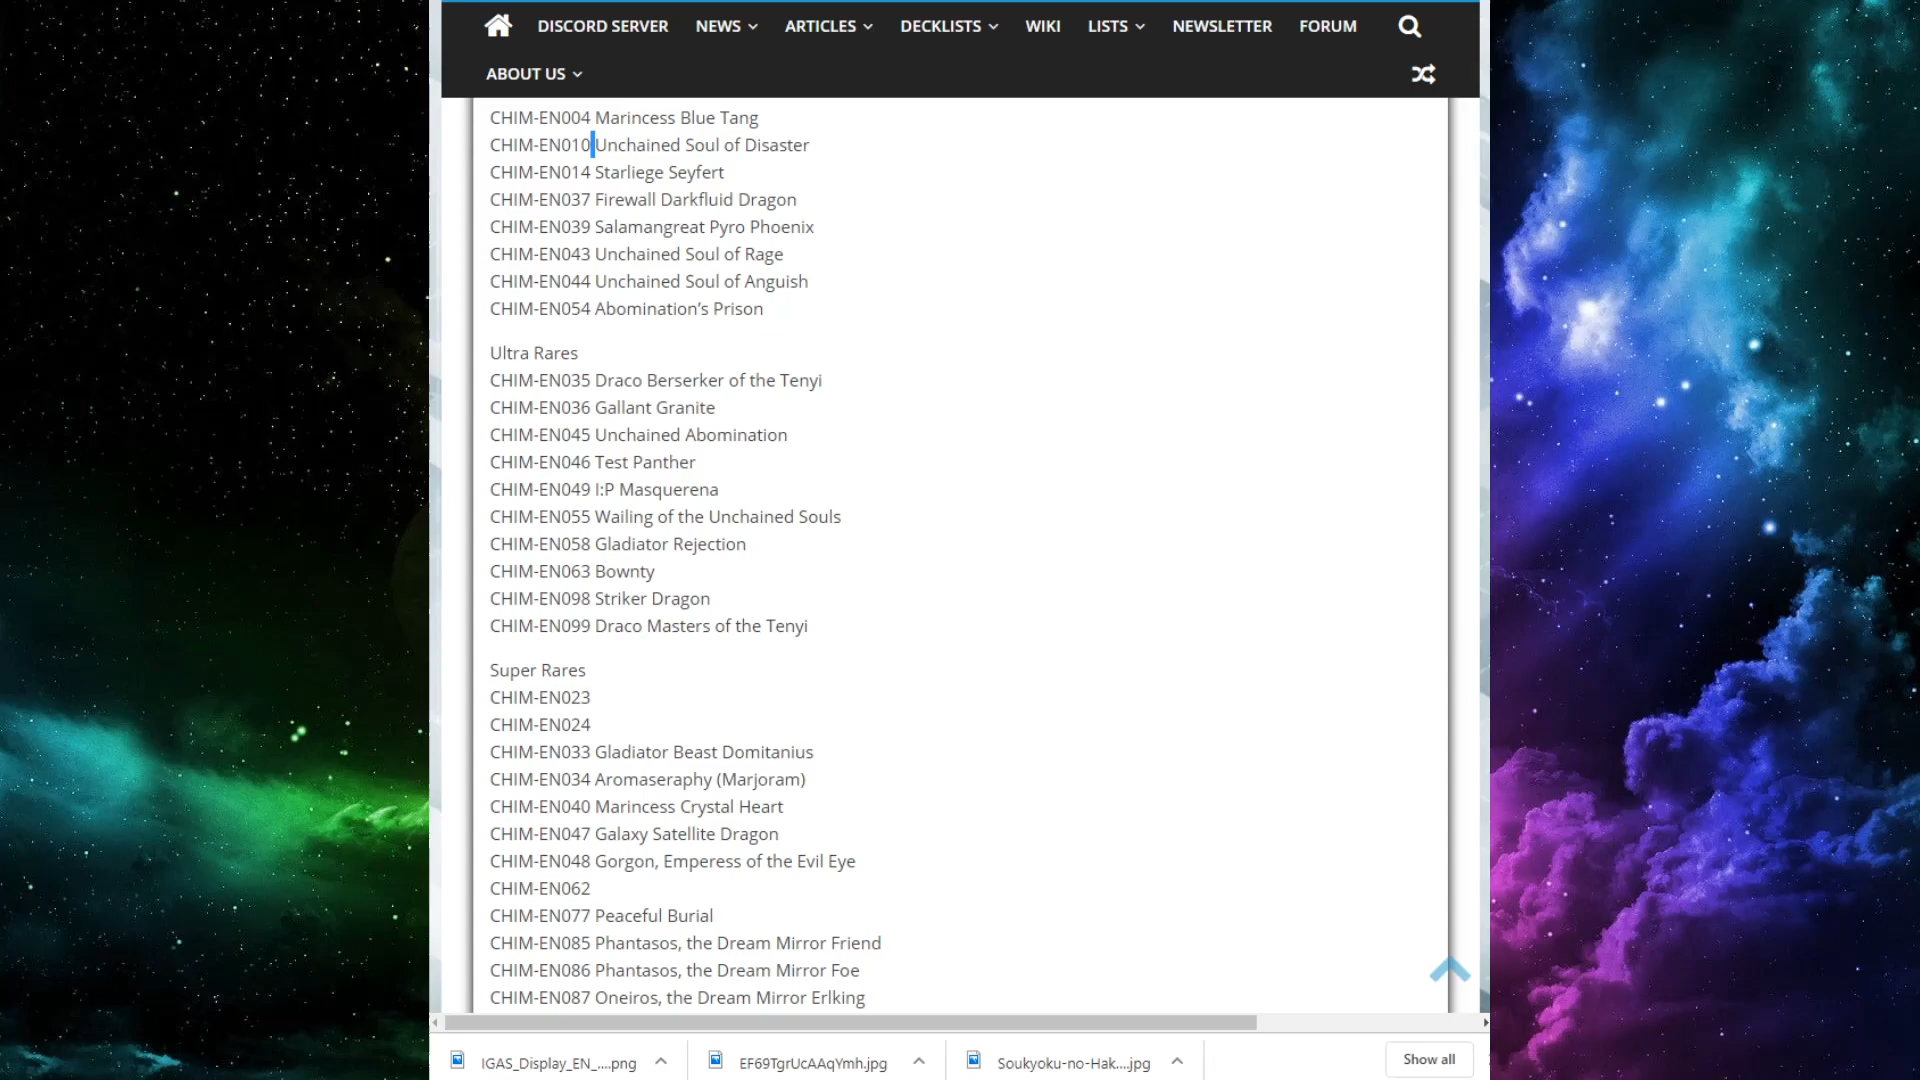 DISCORD SERVER NEWS ARTICLES DECKLISTS WIKI LISTS NEWSLETTER FORUM
ABOUT US
CHIM-EN004 Marincess Blue Tang
CHIM-EN010 Unchained Soul of Disaster
CHIM-EN014 Starliege Seyfert
CHIM-EN037 Firewall Darkfluid Dragon
CHIM-EN039 Salamangreat Pyro Phoenix
CHIM-EN043 Unchained Soul of Rage
CHIM-EN044 Unchained Soul of Anguish
CHIM-EN054 Abomination’s Prison
Ultra Rares
CHIM-EN035 Draco Berserker of the Tenyi
CHIM-EN036 Gallant Granite
CHIM-EN045 Unchained Abomination
CHIM-EN046 Test Panther
CHIM-EN049 I:P Masquerena
CHIM-EN055 Wailing of the Unchained Souls
CHIM-EN058 Gladiator Rejection
CHIM-EN063 Bownty
CHIM-EN098 Striker Dragon
CHIM-EN099 Draco Masters of the Tenyi
Super Rares
CHIM-EN023
CHIM-EN024
CHIM-EN033 Gladiator Beast Domitanius
CHIM-EN034 Aromaseraphy (Marjoram)
CHIM-EN040 Marincess Crystal Heart
CHIM-EN047 Galaxy Satellite Dragon
CHIM-EN048 Gorgon, Emperess of the Evil Eye
CHIM-EN062
CHIM-EN077 Peaceful Burial
CHIM-EN085 Phantasos, the Dream Mirror Friend
CHIM-EN086 Phantasos, the Dream Mirror Foe
CHIM-EN087 Oneiros, the Dream Mirror Erlking
IGAS_Display_EN_....png EF69TgrUcAAqYmh.jpg Soukyoku-no-Hak....jpg Show all